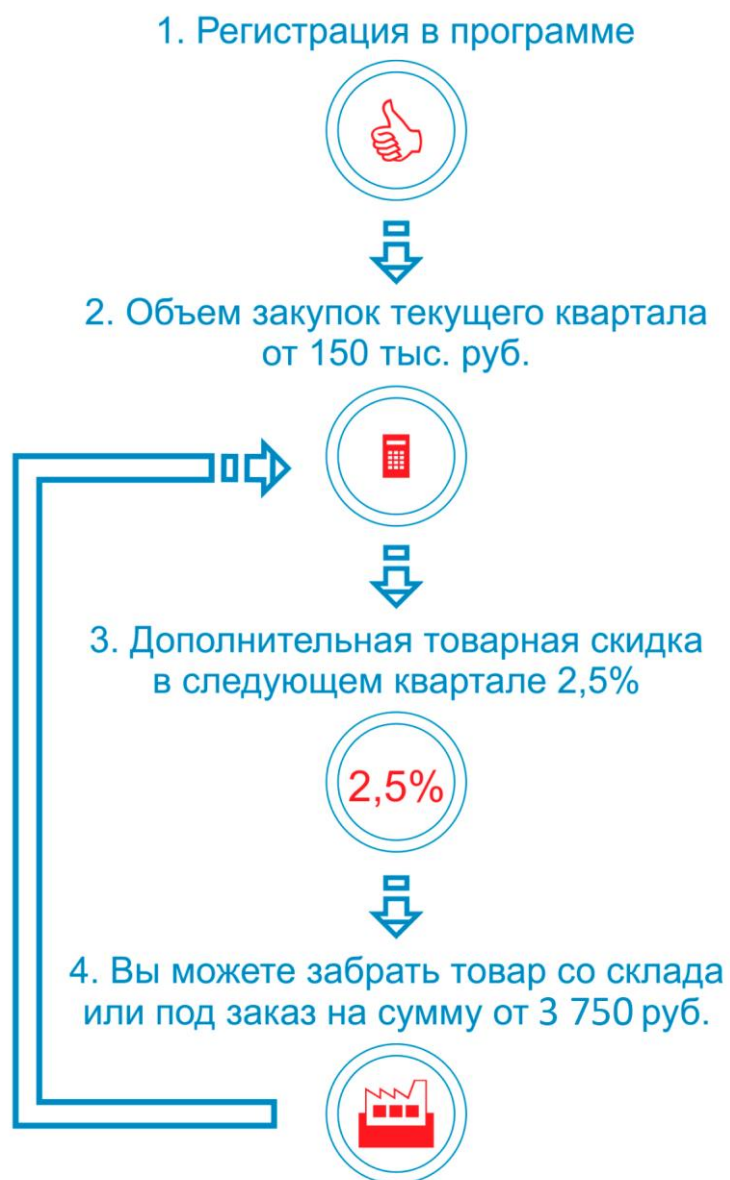 1. Регистрация в программе
2. Объем закупок текущего квартала
от 150 тыс. руб.
3. Дополнительная товарная скидка
в следующем квартале 2,5%
2,5%
4. Вы можете забрать товар со склада
или под заказ на сумму от 3 750 руб.